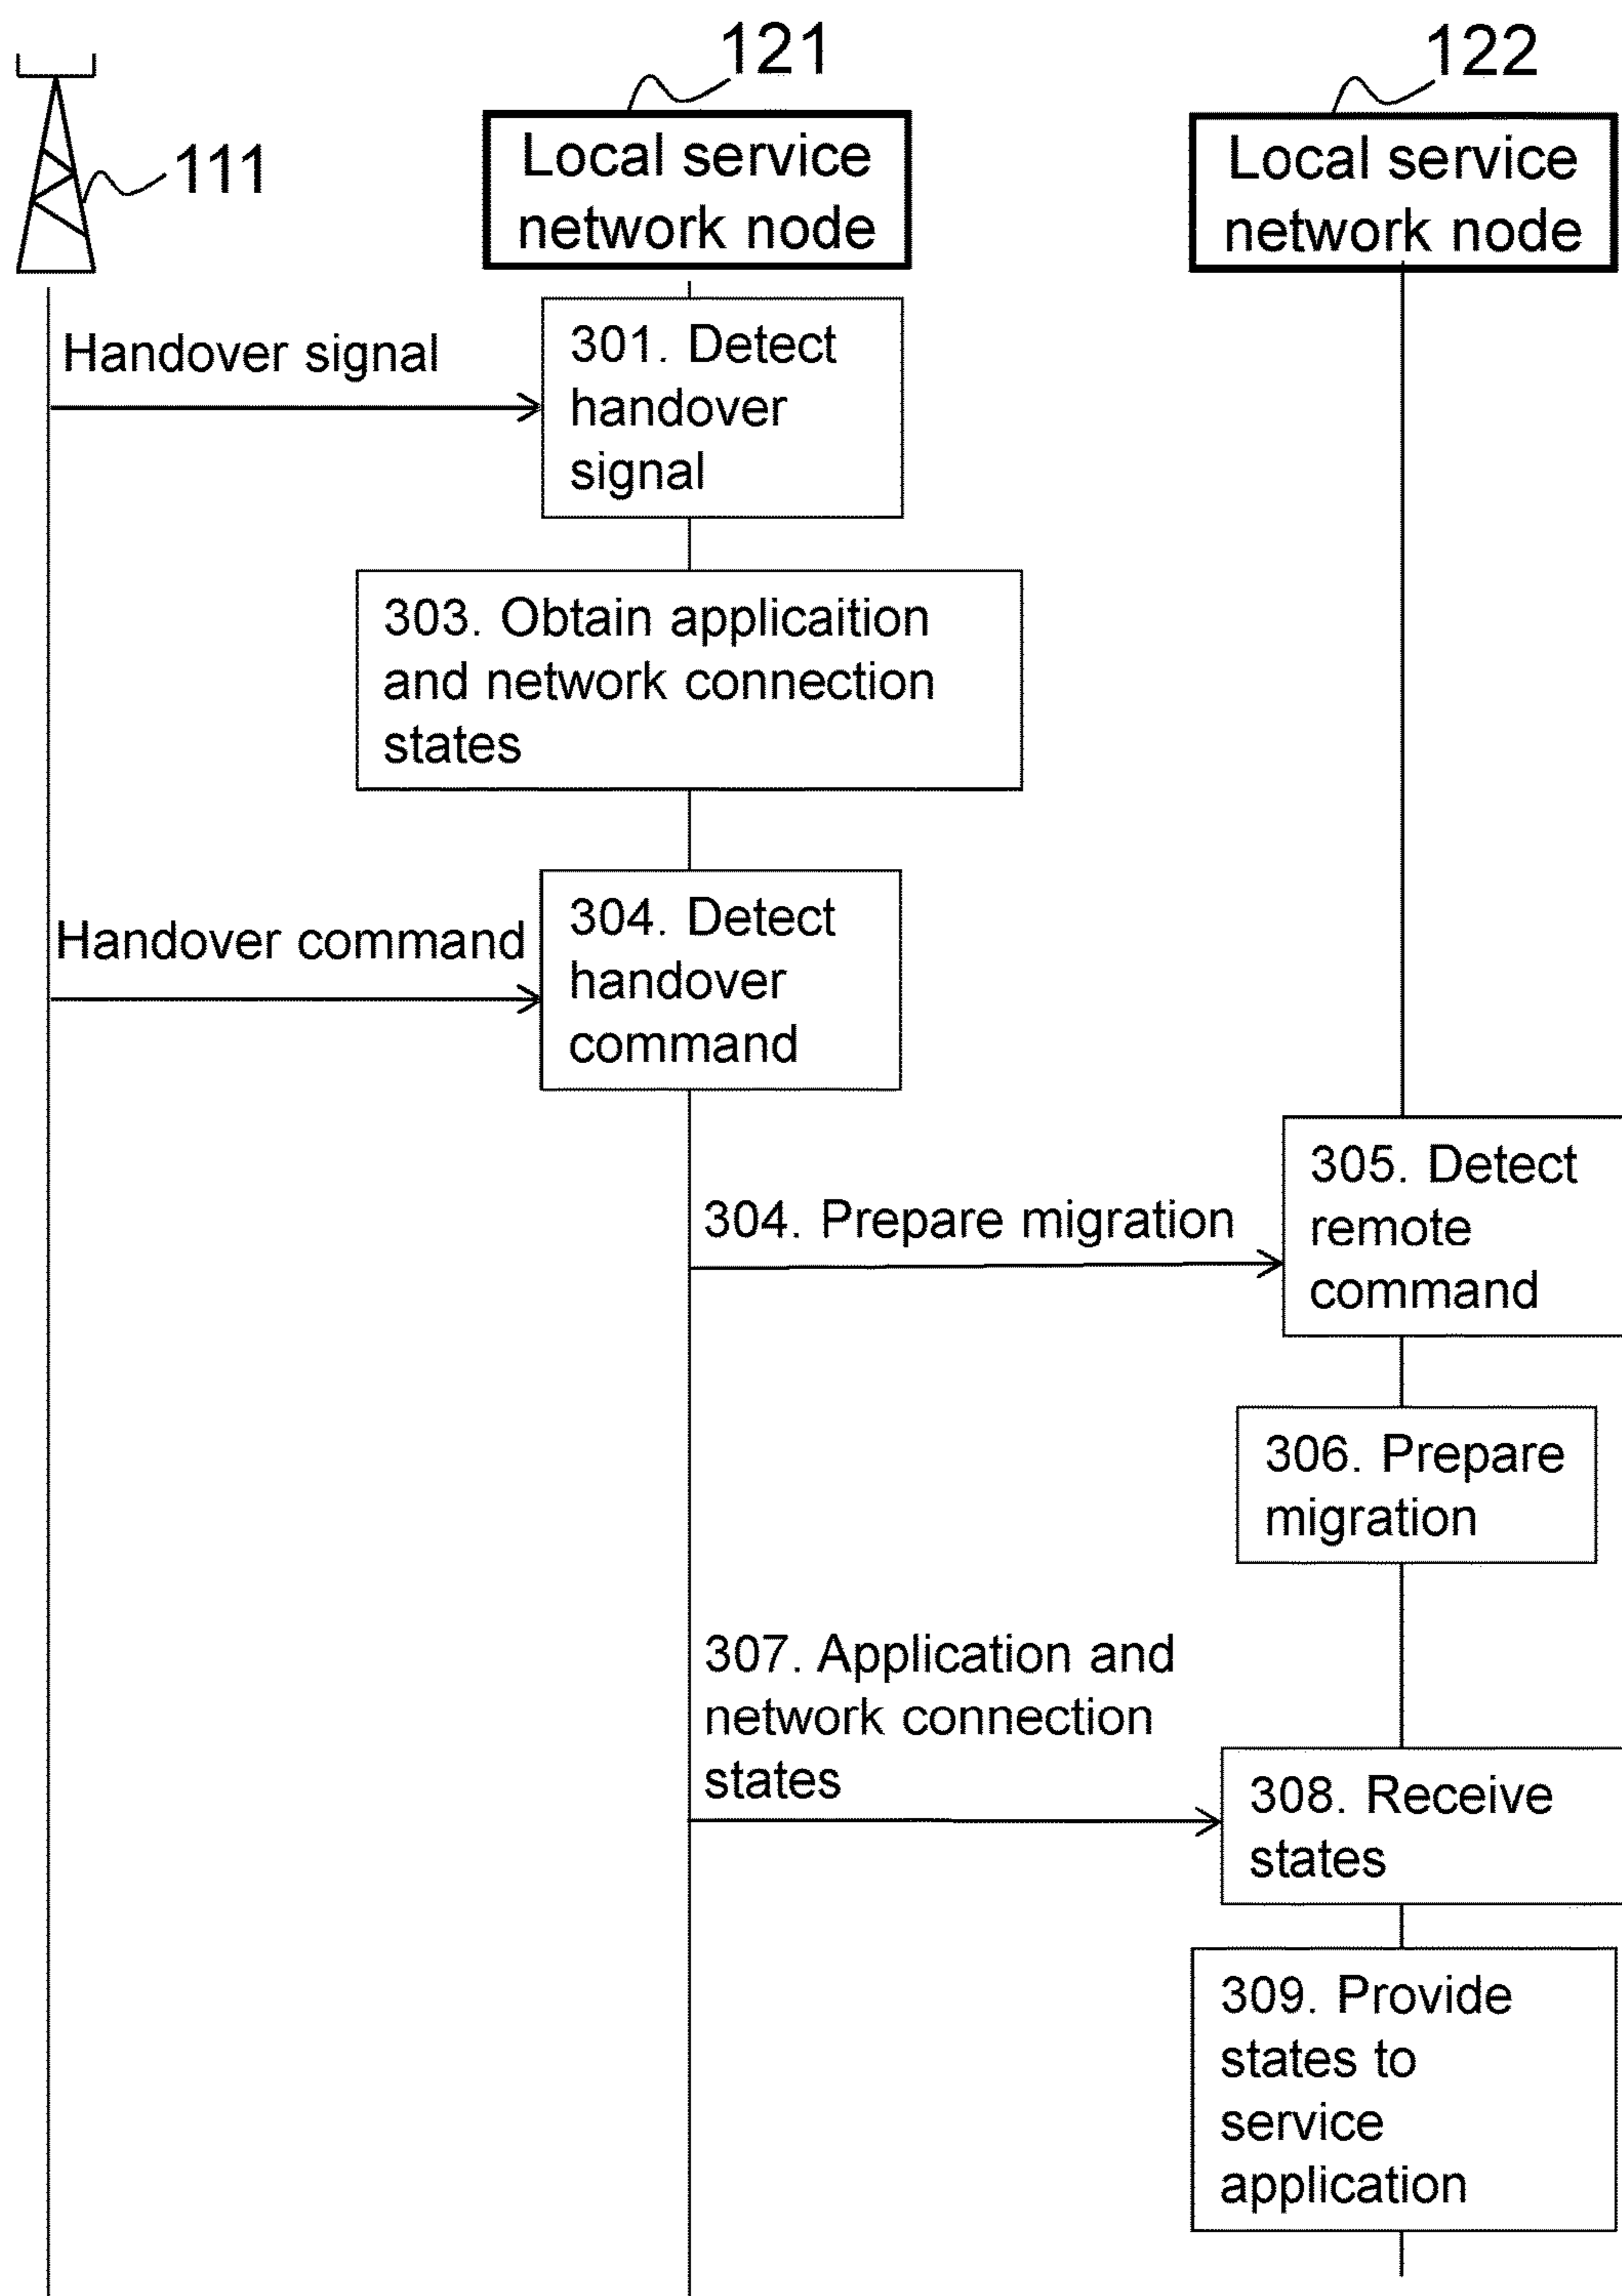 121
122
111
Local service
network node
Local service
network node
Handover signal
301. Detect
handover
signal
303. Obtain applicaition
and network connection
states
Handover command
304. Detect
handover
command
304. Prepare migration
305. Detect
remote
command
306. Prepare
migration
307. Application and
network connection
states
308. Receive
states
309. Provide
states to
service
application